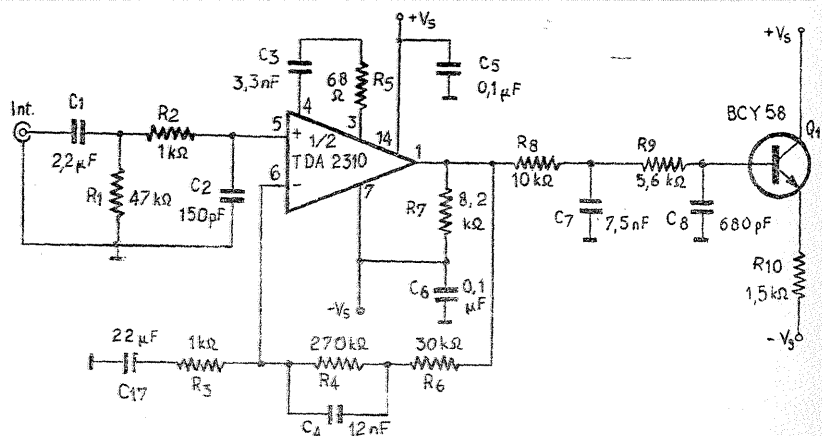 +Vs
C3
3,3nF
68
Ω
R5
C5
0,1µF
+Vs
BCY 58
Q1
Int.
C1
2,2µF
R2
1kΩ
R1
47kΩ
C2
150pF
5
+
4
3
14
1/2
TDA 2310
1
6
-
7
R7
8,2
kΩ
R8
10kΩ
C7
7,5nF
R9
5,6kΩ
C8
680pF
R10
1,5kΩ
-Vs
C6
0,1
µF
-Vs
22µF
C17
1kΩ
R3
270kΩ
R4
30kΩ
R6
C4
12nF